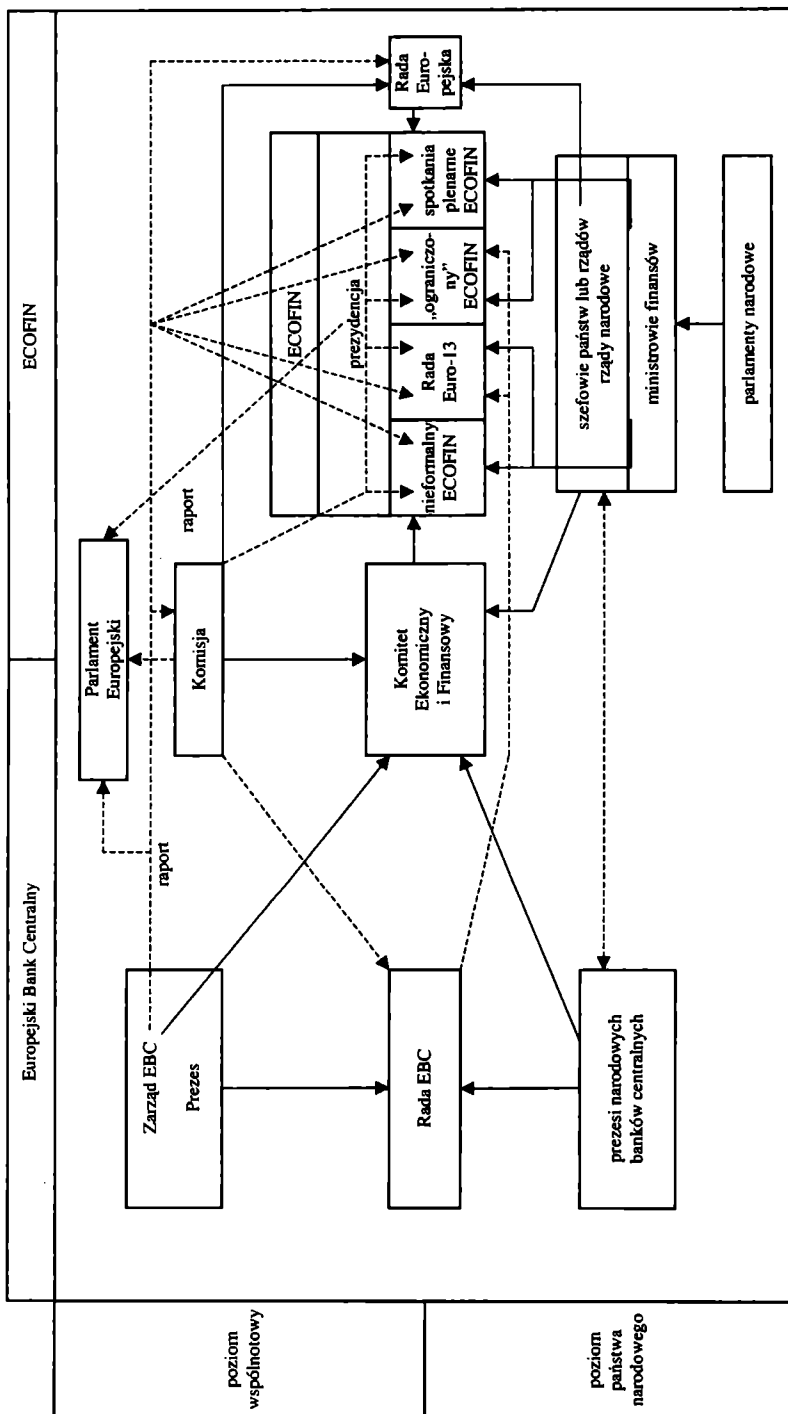 Europejski Bank Centralny
ECOFIN
poziom
wspólnotowy
poziom
państwa
narodowego
Parlament
Europejski
raport
raport
Zarząd EBC
Prezes
Komisja
ECOFIN
prezydencja
Rada EBC
Komitet
Ekonomiczny
i Finansowy
nieformalny
ECOFIN
Rada
Euro-13
„ograniczo-
ny”
ECOFIN
spotkania
plenarne
ECOFIN
Rada
Euro-
pejska
prezesi narodowych
banków centralnych
szefowie państw lub rządów
rządy narodowe
ministrowie finansów
parlamenty narodowe